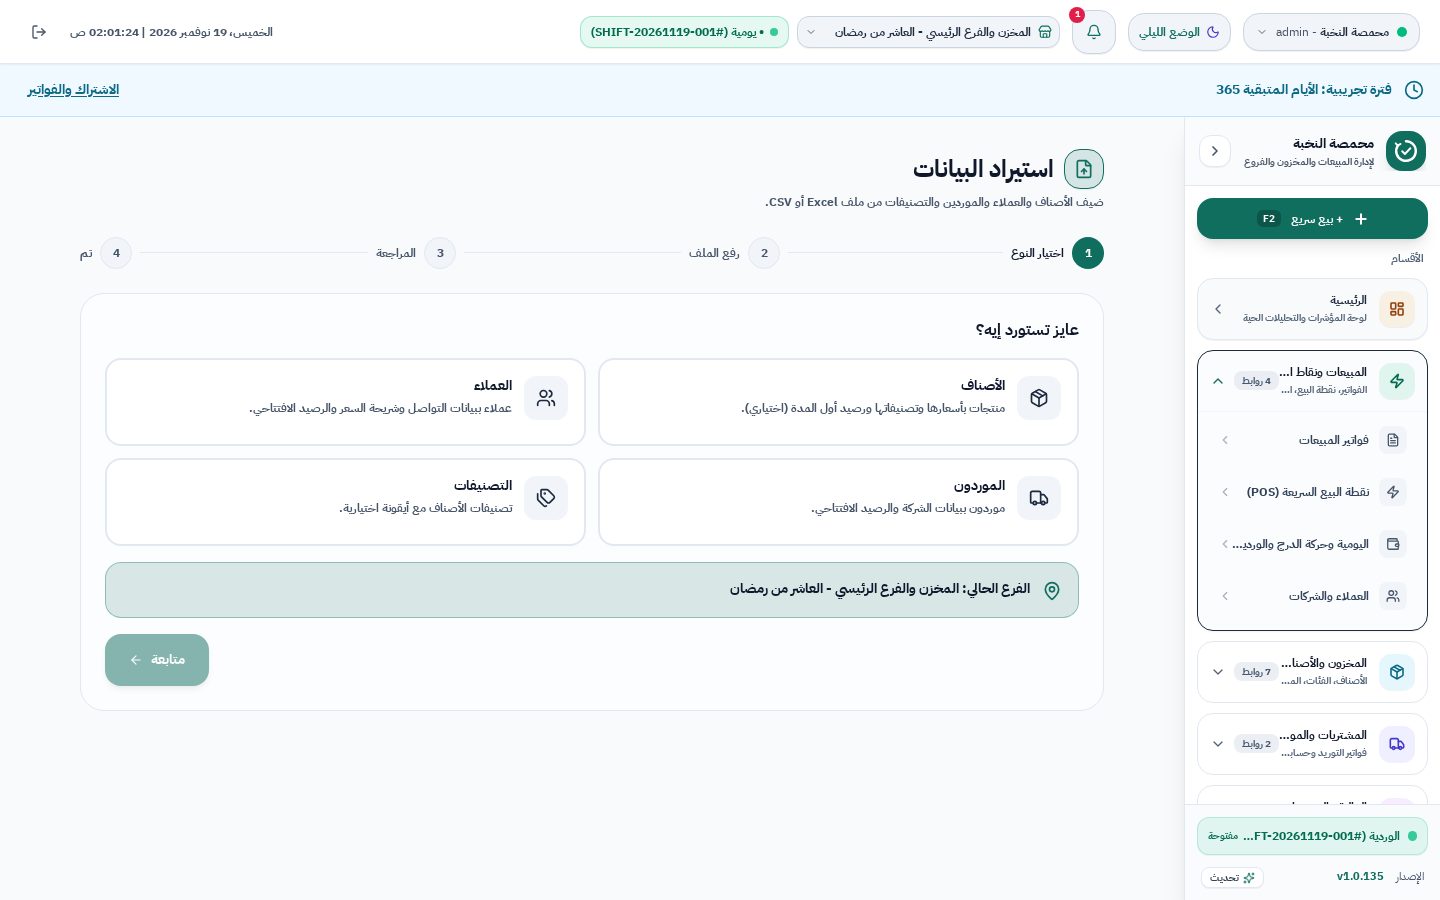 محمصة النخبة - admin
الوضع الليلي
1
المخزن والفرع الرئيسي - العاشر من رمضان
• يومية (#SHIFT-20261119-001)
الخميس، 19 نوفمبر 2026 | 02:01:24 ص
فترة تجريبية: الأيام المتبقية 365
الاشتراك والفواتير
محمصة النخبة
لإدارة المبيعات والمخزون والفروع
+ بيع سريع F2
الأقسام
الرئيسية
لوحة المؤشرات والتحليلات الحية
المبيعات ونقاط ا...
4 روابط
الفواتير، نقطة البيع، ا...
فواتير المبيعات
نقطة البيع السريعة (POS)
اليومية وحركة الدرج والورديـ...
العملاء والشركات
المخزون والأصنا...
7 روابط
الأصناف، الفئات، المـ...
المشتريات والمو...
2 روابط
فواتير التوريد وحسابـ...
الوردية (#FT-20261119-001...
مفتوحة
الإصدار v1.0.135
تحديث
استيراد البيانات
ضيف الأصناف والعملاء والموردين والتصنيفات من ملف Excel أو CSV.
1 اختيار النوع
2 رفع الملف
3 المراجعة
4 تم
عايز تستورد إيه؟
الأصناف
منتجات بأسعارها وتصنيفاتها ورصيد أول المدة (اختياري).
العملاء
عملاء ببيانات التواصل وشريحة السعر والرصيد الافتتاحي.
الموردون
موردون ببيانات الشركة والرصيد الافتتاحي.
التصنيفات
تصنيفات الأصناف مع أيقونة اختيارية.
الفرع الحالي: المخزن والفرع الرئيسي - العاشر من رمضان
متابعة